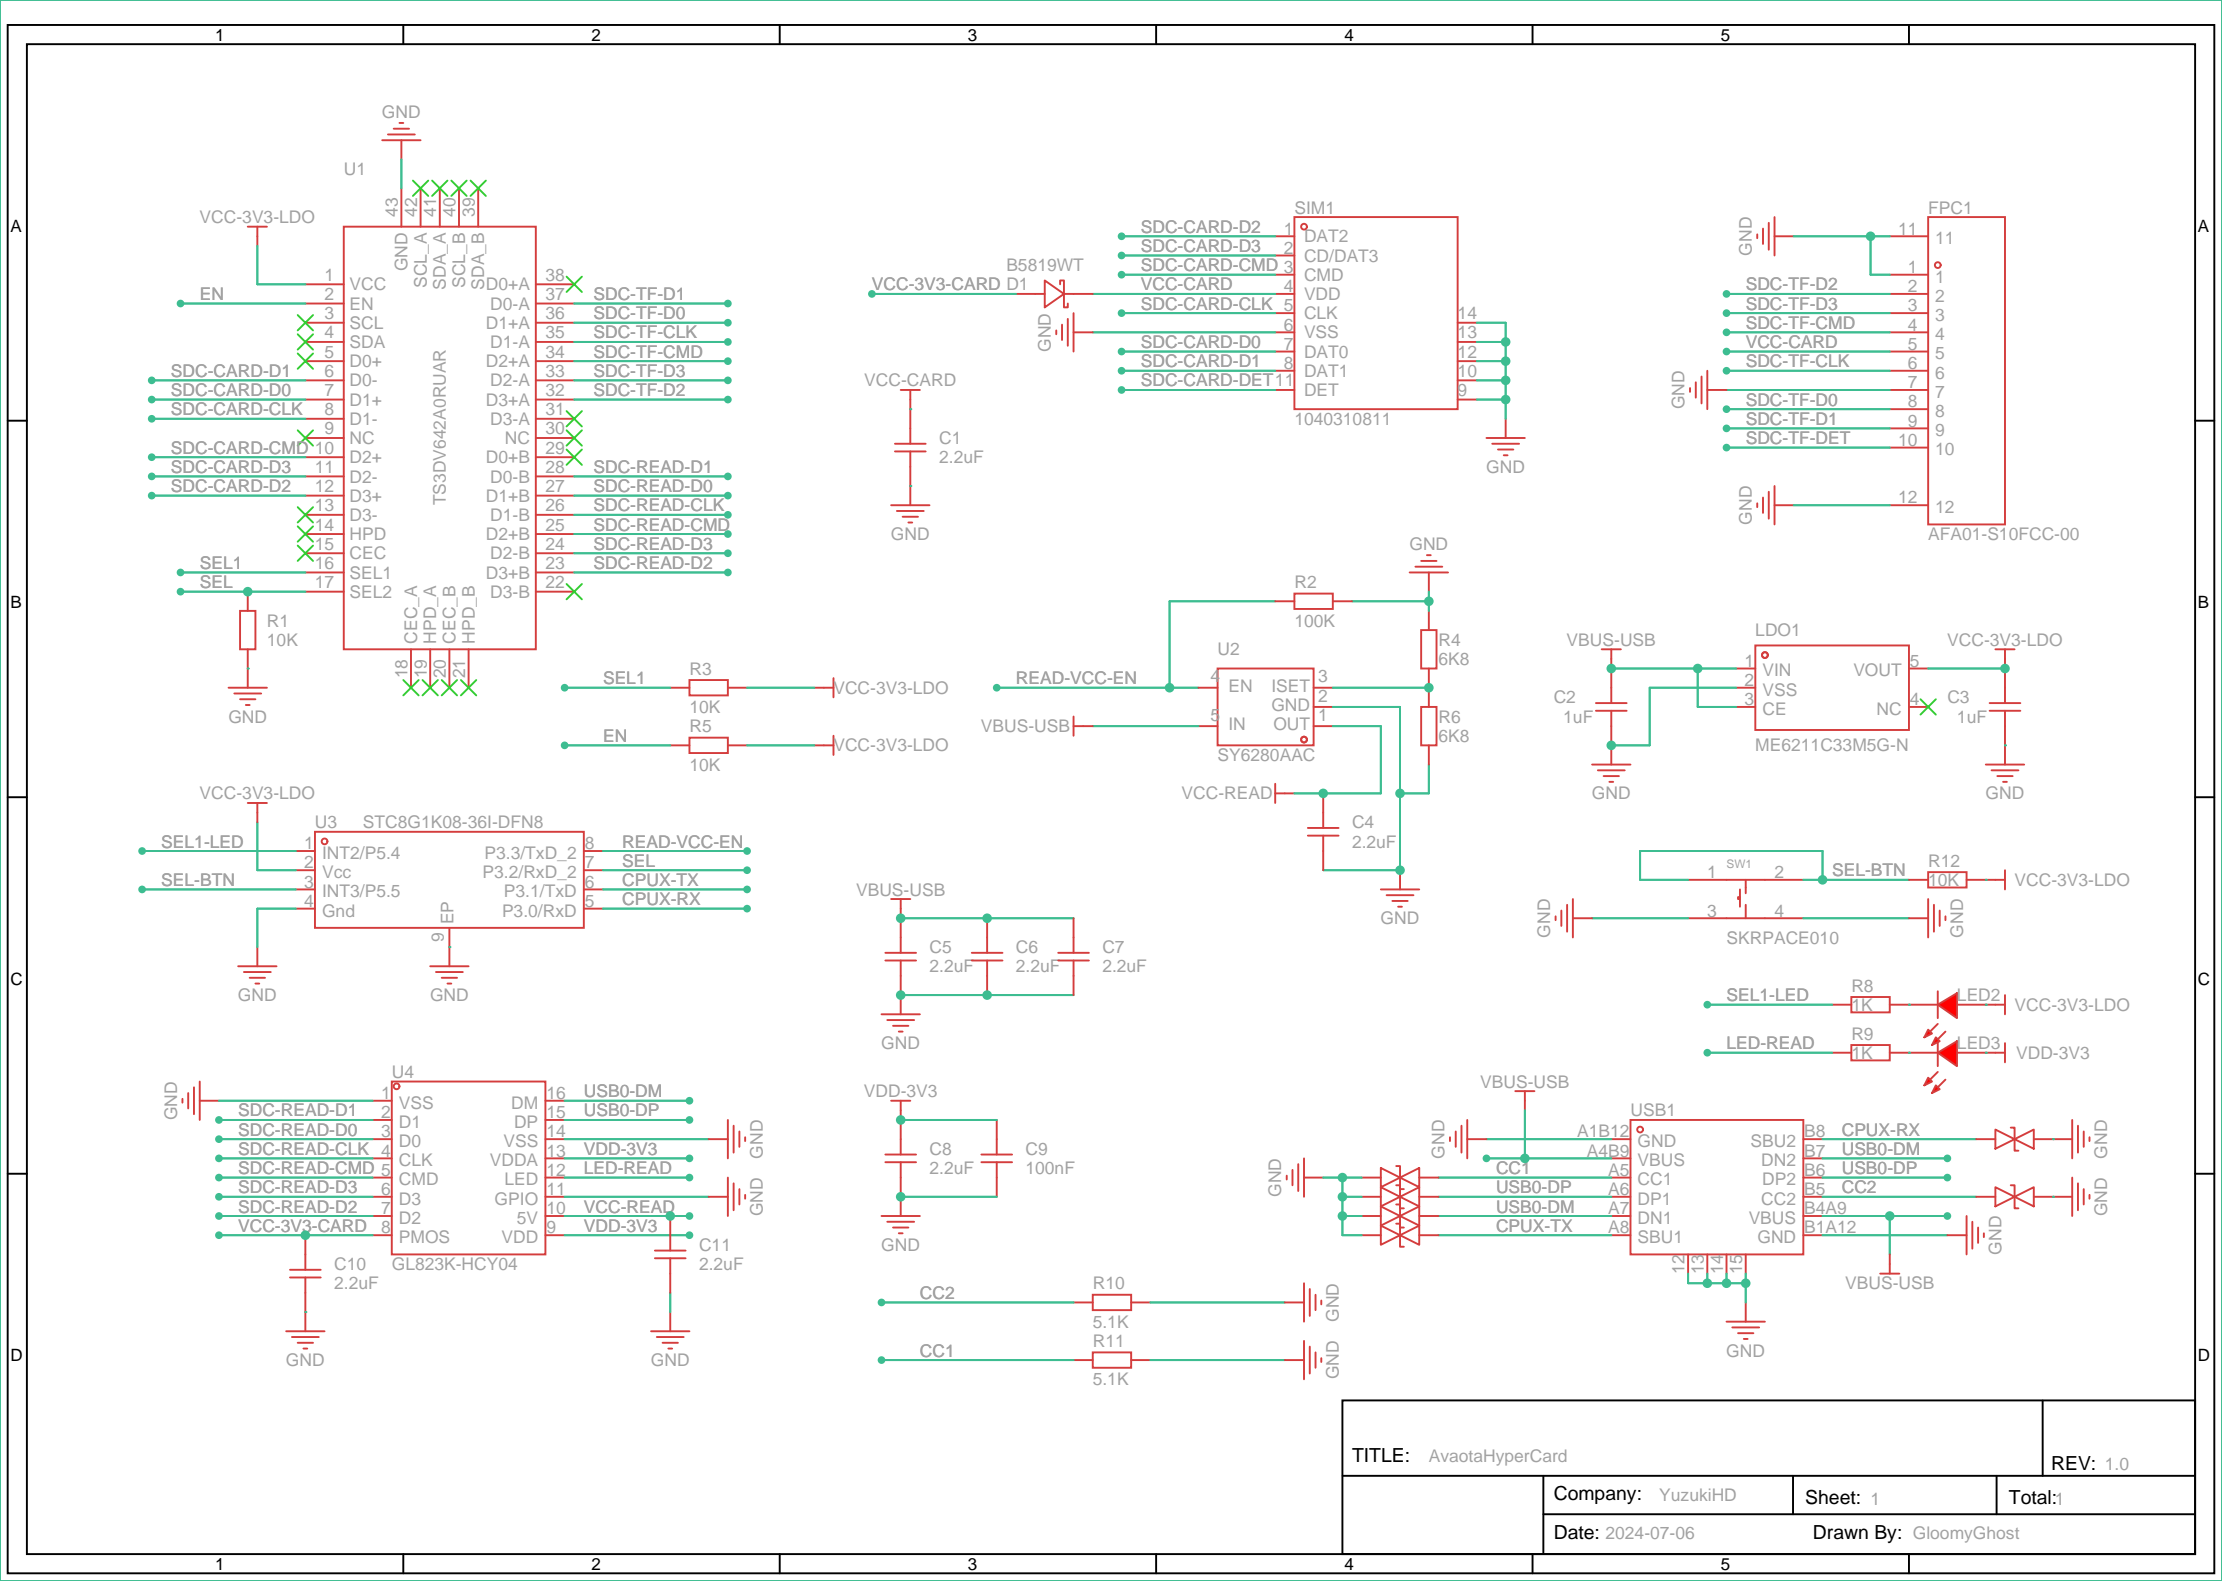 1 2 3 4 5
A
B
C
D
A
B
C
D
GND
U1
VCC-3V3-LDO
EN
SDC-CARD-D1
SDC-CARD-D0
SDC-CARD-CLK
SDC-CARD-CMD
SDC-CARD-D3
SDC-CARD-D2
SEL1
SEL
43 42 41 40 39
GND SCL_A SDA_A SCL_B SDA_B
1 VCC
2 EN
3 SCL
4 SDA
5 D0+
6 D0-
7 D1+
8 D1-
9 NC
10 D2+
11 D2-
12 D3+
13 D3-
14 HPD
15 CEC
16 SEL1
17 SEL2
TS3DV642A0RUAR
D0+A 38
D0-A 37 SDC-TF-D1
D1+A 36 SDC-TF-D0
D1-A 35 SDC-TF-CLK
D2+A 34 SDC-TF-CMD
D2-A 33 SDC-TF-D3
D3+A 32 SDC-TF-D2
D3-A 31
NC 30
D0+B 29
D0-B 28 SDC-READ-D1
D1+B 27 SDC-READ-D0
D1-B 26 SDC-READ-CLK
D2+B 25 SDC-READ-CMD
D2-B 24 SDC-READ-D3
D3+B 23 SDC-READ-D2
D3-B 22
CEC_A HPD_A CEC_B HPD_B
18 19 20 21
R1
10K
GND
SEL1 R3 VCC-3V3-LDO
10K
EN R5 VCC-3V3-LDO
10K
SIM1
SDC-CARD-D2 1 DAT2
SDC-CARD-D3 2 CD/DAT3
SDC-CARD-CMD 3 CMD
VCC-3V3-CARD D1 B5819WT VCC-CARD 4 VDD
SDC-CARD-CLK 5 CLK
GND 6 VSS
SDC-CARD-D0 7 DAT0
SDC-CARD-D1 8 DAT1
SDC-CARD-DET 11 DET
14
13
12
10
9
1040310811
GND
VCC-CARD
C1
2.2uF
GND
FPC1
GND 11 11
1 1
SDC-TF-D2 2 2
SDC-TF-D3 3 3
SDC-TF-CMD 4 4
VCC-CARD 5 5
SDC-TF-CLK 6 6
GND 7 7
SDC-TF-D0 8 8
SDC-TF-D1 9 9
SDC-TF-DET 10 10
GND 12 12
AFA01-S10FCC-00
GND
R2
100K
R4
6K8
U2
READ-VCC-EN 4 EN ISET 3
GND 2
VBUS-USB 5 IN OUT 1
SY6280AAC
R6
6K8
VCC-READ
C4
2.2uF
GND
VBUS-USB LDO1 VCC-3V3-LDO
1 VIN VOUT 5
2 VSS
3 CE NC 4
C2
1uF
C3
1uF
ME6211C33M5G-N
GND GND
VCC-3V3-LDO
U3 STC8G1K08-36I-DFN8
SEL1-LED 1 INT2/P5.4 P3.3/TxD_2 8 READ-VCC-EN
2 Vcc P3.2/RxD_2 7 SEL
SEL-BTN 3 INT3/P5.5 P3.1/TxD 6 CPUX-TX
4 Gnd P3.0/RxD 5 CPUX-RX
EP
9
GND GND
VBUS-USB
C5 C6 C7
2.2uF 2.2uF 2.2uF
GND
SW1
1 2 SEL-BTN R12
10K VCC-3V3-LDO
GND 3 4 GND
SKRPACE010
SEL1-LED R8 LED2 VCC-3V3-LDO
1K
LED-READ R9 LED3 VDD-3V3
1K
U4
GND 1 VSS DM 16 USB0-DM
SDC-READ-D1 2 D1 DP 15 USB0-DP
SDC-READ-D0 3 D0 VSS 14 GND
SDC-READ-CLK 4 CLK VDDA 13 VDD-3V3
SDC-READ-CMD 5 CMD LED 12 LED-READ
SDC-READ-D3 6 D3 GPIO 11 GND
SDC-READ-D2 7 D2 5V 10 VCC-READ
VCC-3V3-CARD 8 PMOS VDD 9 VDD-3V3
GL823K-HCY04
C10
2.2uF
GND
C11
2.2uF
GND
VDD-3V3
C8 C9
2.2uF 100nF
GND
CC2 R10 GND
5.1K
CC1 R11 GND
5.1K
VBUS-USB
USB1
GND A1B12 GND SBU2 B8 CPUX-RX GND
A4B9 VBUS DN2 B7 USB0-DM
GND CC1 A5 CC1 DP2 B6 USB0-DP
USB0-DP A6 DP1 CC2 B5 CC2 GND
USB0-DM A7 DN1 VBUS B4A9
CPUX-TX A8 SBU1 GND B1A12 GND
12 13 14 15
VBUS-USB
GND
TITLE: AvaotaHyperCard
REV: 1.0
Company: YuzukiHD
Sheet: 1
Total:1
Date: 2024-07-06
Drawn By: GloomyGhost
1 2 3 4 5